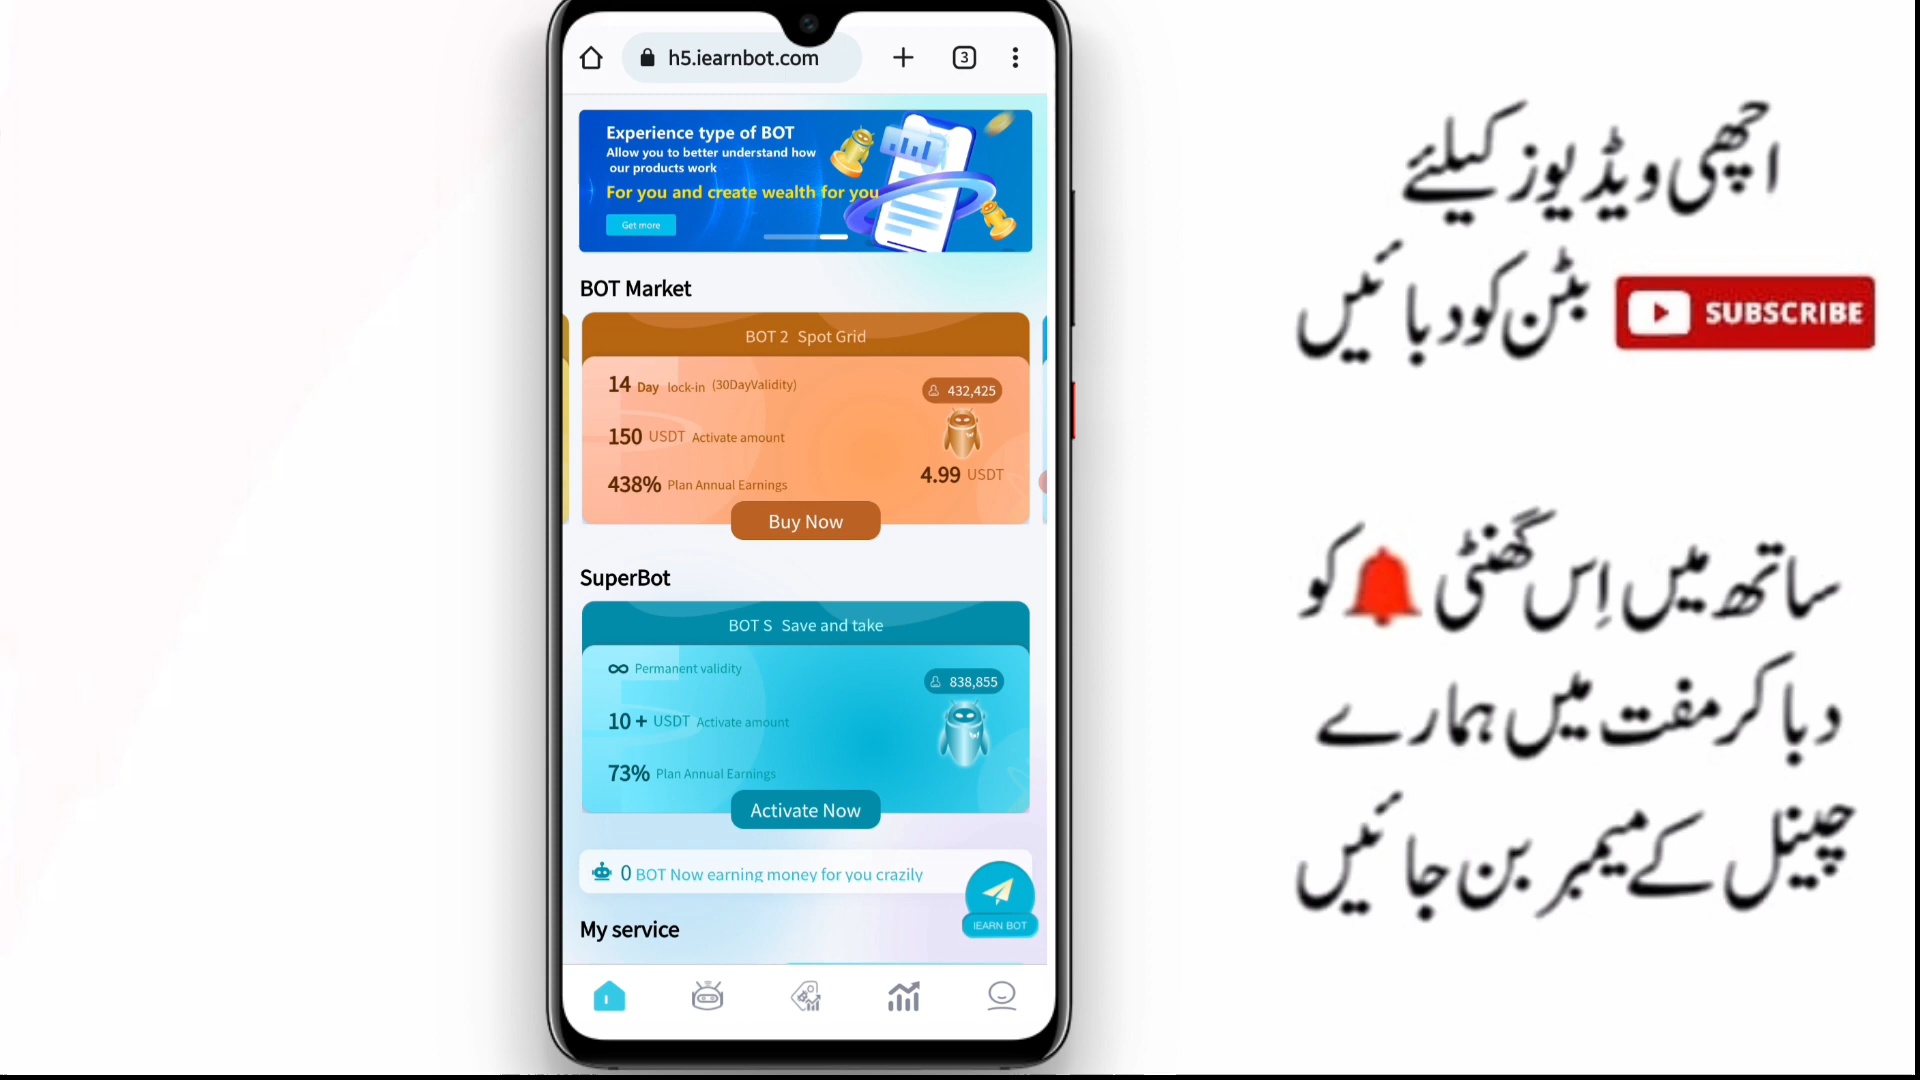 h5.iearnbot.com
3
Experience type of BOT
Allow you to better understand how
our products work
For you and create wealth for you
Get more
BOT Market
BOT 2 Spot Grid
14 Day lock-in (30DayValidity)
432,425
150 USDT Activate amount
438% Plan Annual Earnings
4.99 USDT
Buy Now
SuperBot
BOT S Save and take
∞ Permanent validity
838,855
10 + USDT Activate amount
73% Plan Annual Earnings
Activate Now
0 BOT Now earning money for you crazily
IEARN BOT
My service
اچھی ویڈیوز کیلئے
SUBSCRIBE بٹن کو دبائیں
ساتھ میں اِس گھنٹی کو
دبا کر مفت میں ہمارے
چینل کے میمبر بن جائیں